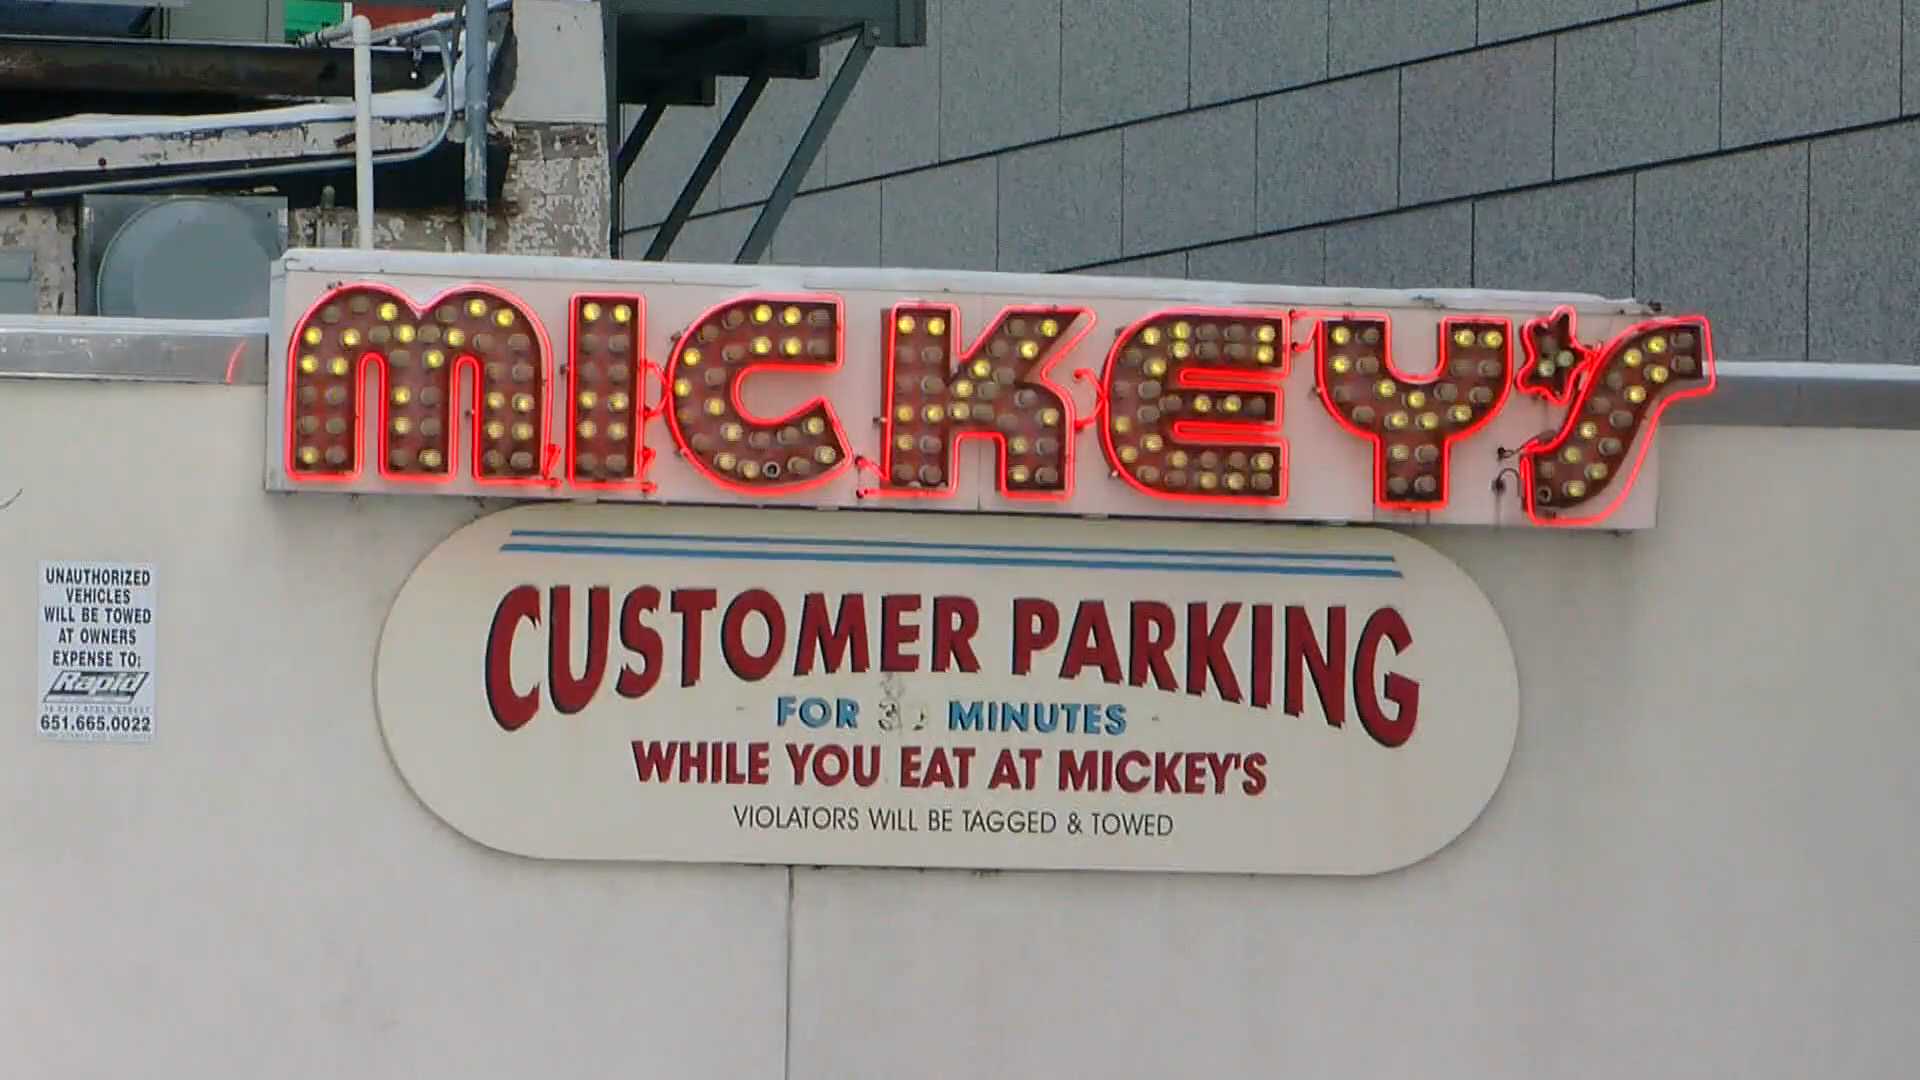 MICKEY'S
CUSTOMER PARKING
FOR MINUTES
WHILE YOU EAT AT MICKEY'S
VIOLATORS WILL BE TAGGED & TOWED
UNAUTHORIZED
VEHICLES
WILL BE TOWED
AT OWNERS
EXPENSE TO:
Rapid
651.665.0022